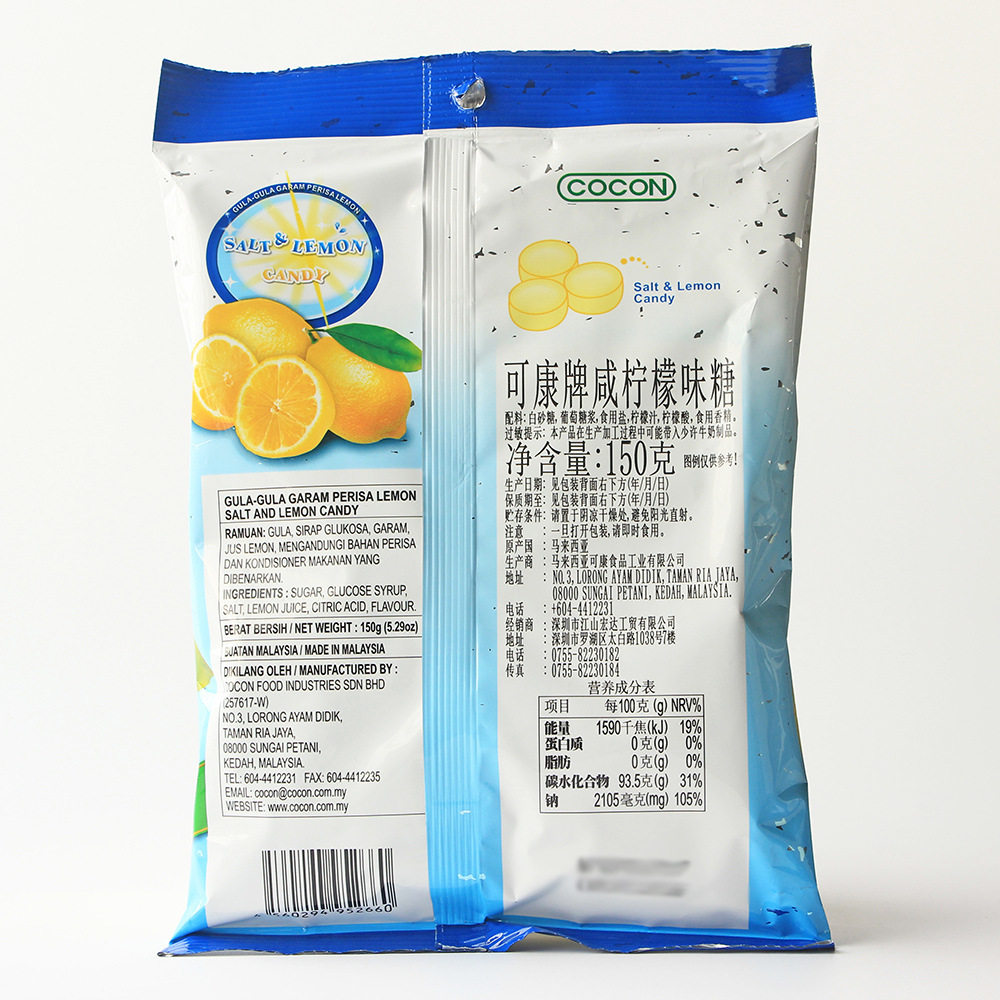 GULA-GULA GARAM PERISA LEMON
SALT & LEMON
CANDY
GULA-GULA GARAM PERISA LEMON
SALT AND LEMON CANDY
RAMUAN: GULA, SIRAP GLUKOSA, GARAM,
JUS LEMON, MENGANDUNGI BAHAN PERISA
DAN KONDISIONER MAKANAN YANG
DIBENARKAN.
INGREDIENTS : SUGAR, GLUCOSE SYRUP,
SALT, LEMON JUICE, CITRIC ACID, FLAVOUR.
BERAT BERSIH / NET WEIGHT : 150g (5.29oz)
BUATAN MALAYSIA / MADE IN MALAYSIA
DIKILANG OLEH / MANUFACTURED BY :
COCON FOOD INDUSTRIES SDN BHD
(257617-W)
NO.3, LORONG AYAM DIDIK,
TAMAN RIA JAYA,
08000 SUNGAI PETANI,
KEDAH, MALAYSIA.
TEL: 604-4412231 FAX: 604-4412235
EMAIL: cocon@cocon.com.my
WEBSITE: www.cocon.com.my
COCON
Salt & Lemon
Candy
可康牌咸柠檬味糖
配料:白砂糖,葡萄糖浆,食用盐,柠檬汁,柠檬酸,食用香精。
过敏提示:本产品在生产加工过程中可能带入少许牛奶制品。
净含量:150克 图例仅供参考!
生产日期:见包装背面右下方(年/月/日)
保质期至:见包装背面右下方(年/月/日)
贮存条件:请置于阴凉干燥处,避免阳光直射。
注意 :一旦打开包装,请即时食用。
原产国 :马来西亚
生产商 :马来西亚可康食品工业有限公司
地址 :NO.3,LORONG AYAM DIDIK,TAMAN RIA JAYA,
08000 SUNGAI PETANI, KEDAH, MALAYSIA.
电话 :+604-4412231
经销商 :深圳市江山宏达工贸有限公司
地址 :深圳市罗湖区太白路1038号7楼
电话 :0755-82230182
传真 :0755-82230184
营养成分表
项目 每100克 (g) NRV%
能量 1590千焦(kJ) 19%
蛋白质 0克(g) 0%
脂肪 0克(g) 0%
碳水化合物 93.5克(g) 31%
钠 2105毫克(mg) 105%